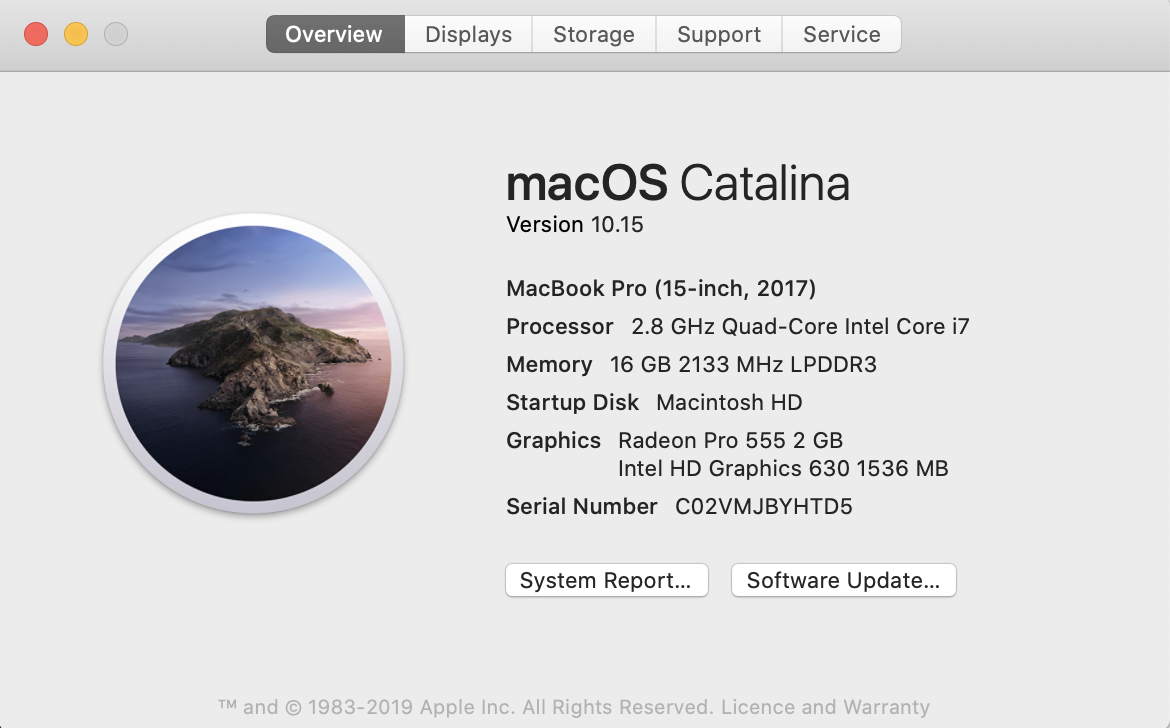 Overview Displays Storage Support Service
macOS Catalina
Version 10.15
MacBook Pro (15-inch, 2017)
Processor 2.8 GHz Quad-Core Intel Core i7
Memory 16 GB 2133 MHz LPDDR3
Startup Disk Macintosh HD
Graphics Radeon Pro 555 2 GB
Intel HD Graphics 630 1536 MB
Serial Number C02VMJBYHTD5
System Report... Software Update...
™ and © 1983-2019 Apple Inc. All Rights Reserved. Licence and Warranty